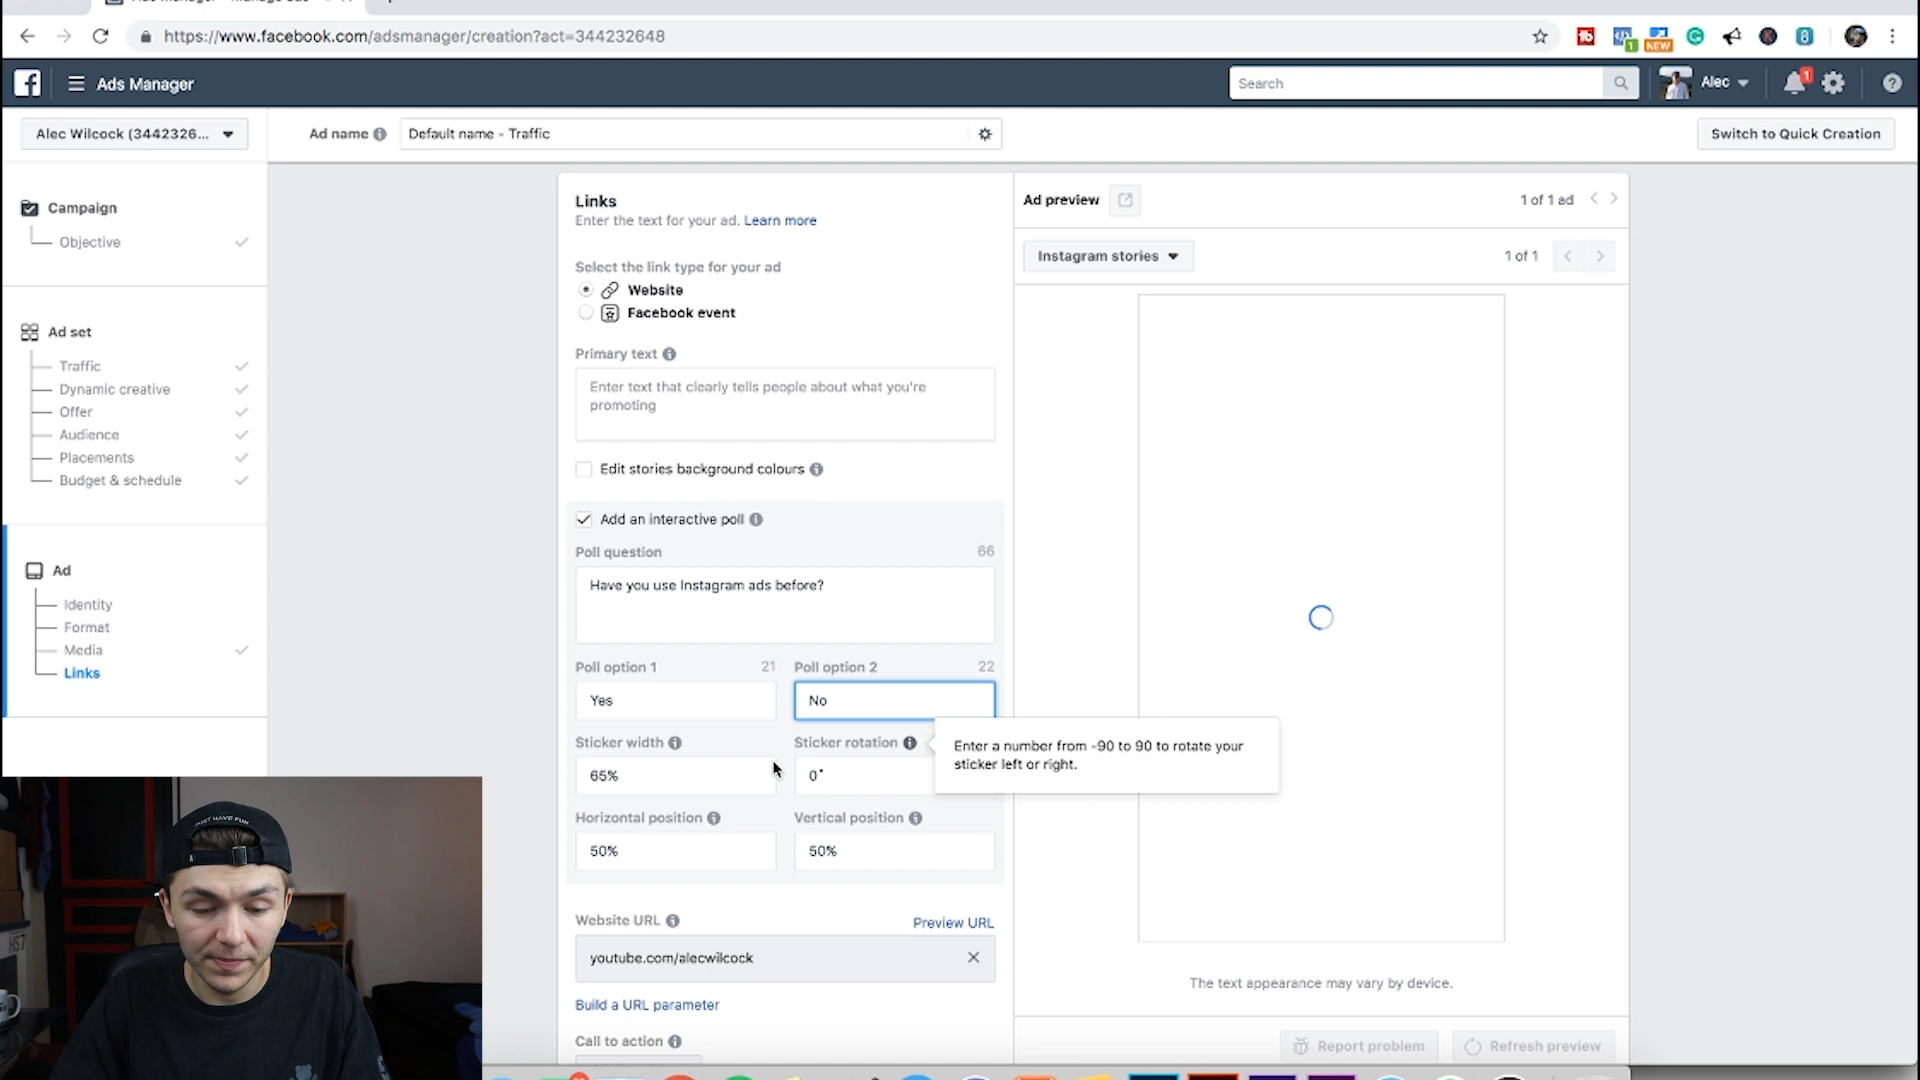 https://www.facebook.com/adsmanager/creation?act=344232648
NEW
1
Ads Manager
Search
Alec
1
Alec Wilcock (3442326...
Ad name
Default name - Traffic
Switch to Quick Creation
Campaign
Objective
Ad set
Traffic
Dynamic creative
Offer
Audience
Placements
Budget & schedule
Ad
Identity
Format
Media
Links
Links
Enter the text for your ad. Learn more
Select the link type for your ad
Website
Facebook event
Primary text
Enter text that clearly tells people about what you're
promoting
Edit stories background colours
Add an interactive poll
Poll question 66
Have you use Instagram ads before?
Poll option 1 21 Poll option 2 22
Yes No
Sticker width Sticker rotation
65% 0°
Enter a number from -90 to 90 to rotate your
sticker left or right.
Horizontal position Vertical position
50% 50%
Website URL Preview URL
youtube.com/alecwilcock
Build a URL parameter
Call to action
Ad preview 1 of 1 ad
Instagram stories 1 of 1
The text appearance may vary by device.
Report problem Refresh preview
JUST HAVE FUN